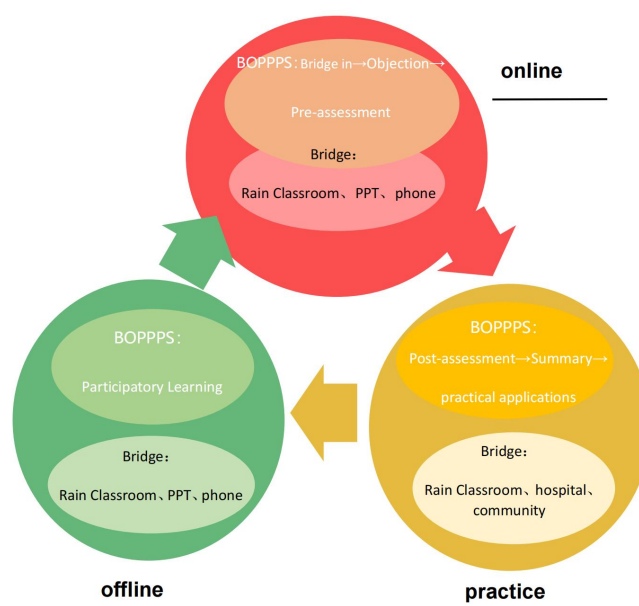 BOPPPS：Bridge in→Objection→
Pre-assessment
Bridge：
Rain Classroom、PPT、phone
online
BOPPPS：
Participatory Learning
Bridge：
Rain Classroom、PPT、phone
offline
BOPPPS：
Post-assessment→Summary→
practical applications
Bridge：
Rain Classroom、hospital、
community
practice